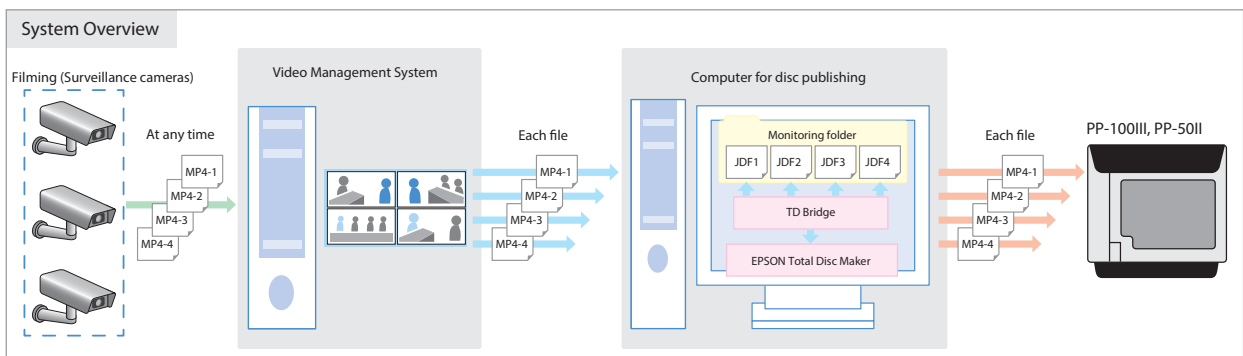 System Overview
Filming (Surveillance cameras)
At any time
MP4-1
MP4-2
MP4-3
MP4-4
Video Management System
Each file
MP4-1
MP4-2
MP4-3
MP4-4
Computer for disc publishing
Monitoring folder
JDF1
JDF2
JDF3
JDF4
TD Bridge
EPSON Total Disc Maker
Each file
MP4-1
MP4-2
MP4-3
MP4-4
PP-100III, PP-50II